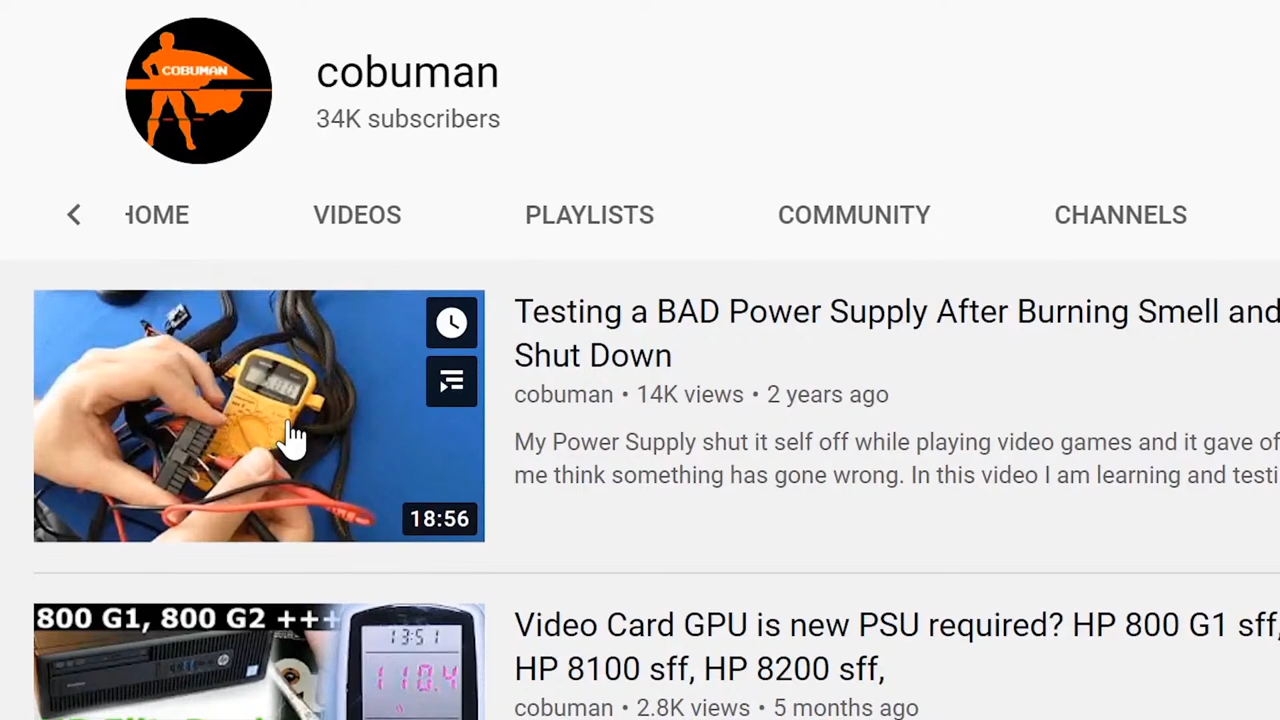 COBUMAN
cobuman
34K subscribers
HOME VIDEOS PLAYLISTS COMMUNITY CHANNELS
Testing a BAD Power Supply After Burning Smell and
Shut Down
cobuman • 14K views • 2 years ago
My Power Supply shut it self off while playing video games and it gave of
me think something has gone wrong. In this video I am learning and testi
18:56
800 G1, 800 G2 +++
13:51
110.4
Video Card GPU is new PSU required? HP 800 G1 sff,
HP 8100 sff, HP 8200 sff,
cobuman • 2.8K views • 5 months ago